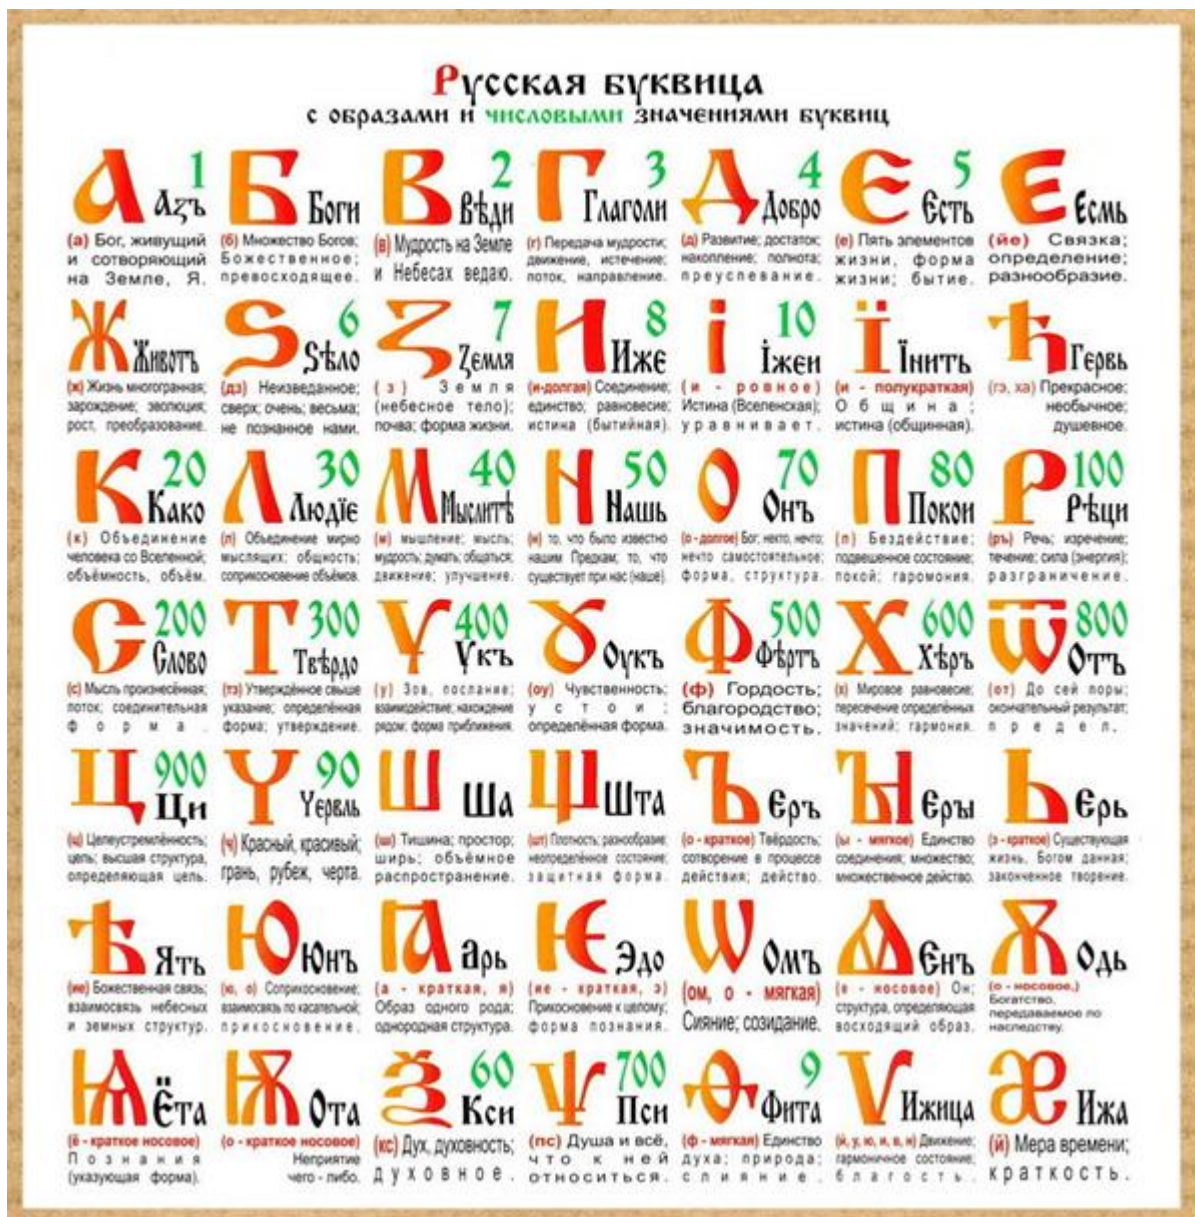 Русская буквица
с образами и числовыми значениями буквиц
А 1 Азъ
(а) Бог, живущий
и сотворяющий
на Земле, Я.
Б Боги
(б) Множество Богов;
Божественное;
превосходящее.
В 2 Вѣди
(в) Мудрость на Земле
и Небесах ведаю.
Г 3 Глаголи
(г) Передача мудрости;
движение, истечение;
поток, направление.
Д 4 Добро
(д) Развитие; достаток;
накопление; полнота;
преуспевание.
Є 5 Єсть
(е) Пять элементов
жизни, форма
жизни; бытие.
Е Есмь
(йе) Связка;
определение;
разнообразие.
Ж Животъ
(ж) Жизнь многогранная;
зарождение; эволюция;
рост, преобразование.
Ѕ 6 Ѕѣло
(дз) Неизведанное;
сверх; очень; весьма;
не познанное нами.
Ꙁ 7 Ꙁемля
(з) Земля
(небесное тело);
почва; форма жизни.
И 8 Иже
(и-долгая) Соединение;
единство; равновесие;
истина (бытийная).
і 10 Іжеи
(и - ровное)
Истина (Вселенская);
уравнивает.
Ї Їнить
(и - полукраткая)
Община;
истина (общинная).
Ћ Гервь
(гэ, ха) Прекрасное;
необычное;
душевное.
К 20 Како
(к) Объединение
человека со Вселенной;
объёмность, объём.
Л 30 Людїе
(л) Объединение мирно
мыслящих; общность;
соприкосновение объёмов.
М 40 Мыслитѣ
(м) мышление; мысль;
мудрость; думать; общаться;
движение; улучшение.
Н 50 Нашь
(н) то, что было известно
нашим Предкам; то, что
существует при нас (наше).
О 70 Онъ
(о - долгое) Бог, некто, нечто;
нечто самостоятельное;
форма, структура.
П 80 Покои
(п) Бездействие;
подвешенное состояние;
покой; гаромония.
Р 100 Рѣци
(ръ) Речь; изречение;
течение; сила (энергия);
разграничение.
С 200 Слово
(с) Мысль произнесённая;
поток; соединительная
форма.
Т 300 Твѣрдо
(тэ) Утверждённое свыше
указание; определённая
форма; утверждение.
Ѵ 400 Укъ
(у) Зов, послание;
взаимодействие; нахождение
рядом; форма приближения.
Ꙋ Оукъ
(оу) Чувственность;
устои;
определённая форма.
Ф 500 Фѣртъ
(ф) Гордость;
благородство;
значимость.
Х 600 Хѣръ
(х) Мировое равновесие;
пересечение определённых
значений; гармония.
Ѿ 800 Отъ
(от) До сей поры;
окончательный результат;
предел.
Ц 900 Ци
(ц) Целеустремлённость;
цель; высшая структура,
определяющая цель.
Ч 90 Червль
(ч) Красный, красивый;
грань, рубеж, черта.
Ш Ша
(ш) Тишина; простор;
ширь; объёмное
распространение.
Щ Шта
(шт) Плотность; разнообразие;
неопределённое состояние;
защитная форма.
Ъ Еръ
(о - краткое) Твёрдость;
сотворение в процессе
действия; действо.
Ꙑ Еры
(ы - мягкое) Единство
соединения; множество;
множественное действо.
Ь Ерь
(э - краткое) Существующая
жизнь, Богом данная;
законченное творение.
Ѣ Ять
(ие) Божественная связь;
взаимосвязь небесных
и земных структур.
Ю Юнъ
(ю, о) Соприкосновение;
взаимосвязь по касательной;
прикосновение.
Ꙗ Арь
(а - краткая, я)
Образ одного рода;
однородная структура.
Ѥ Эдо
(ие - краткая, э)
Прикосновение к целому;
форма познания.
Ѡ Омъ
(ом, о - мягкая)
Сияние; созидание.
Ѧ Енъ
(е - носовое) Он;
структура, определяющая
восходящий образ.
Ѫ Одь
(о - носовое.)
Богатство,
передаваемое по
наследству.
Ѩ Ёта
(ё - краткое носовое)
Познания
(указующая форма).
Ѭ Ота
(о - краткое носовое)
Неприятие
чего - либо.
Ѯ 60 Кси
(кс) Дух, духовность;
духовное.
Ѱ 700 Пси
(пс) Душа и всё,
что к ней
относиться.
Ѳ 9 Фита
(ф - мягкая) Единство
духа; природа;
слияние.
Ѵ Ижица
(й, у, ю, и, в, н) Движение;
гармоничное состояние;
благость.
Æ Ижа
(й) Мера времени;
краткость.